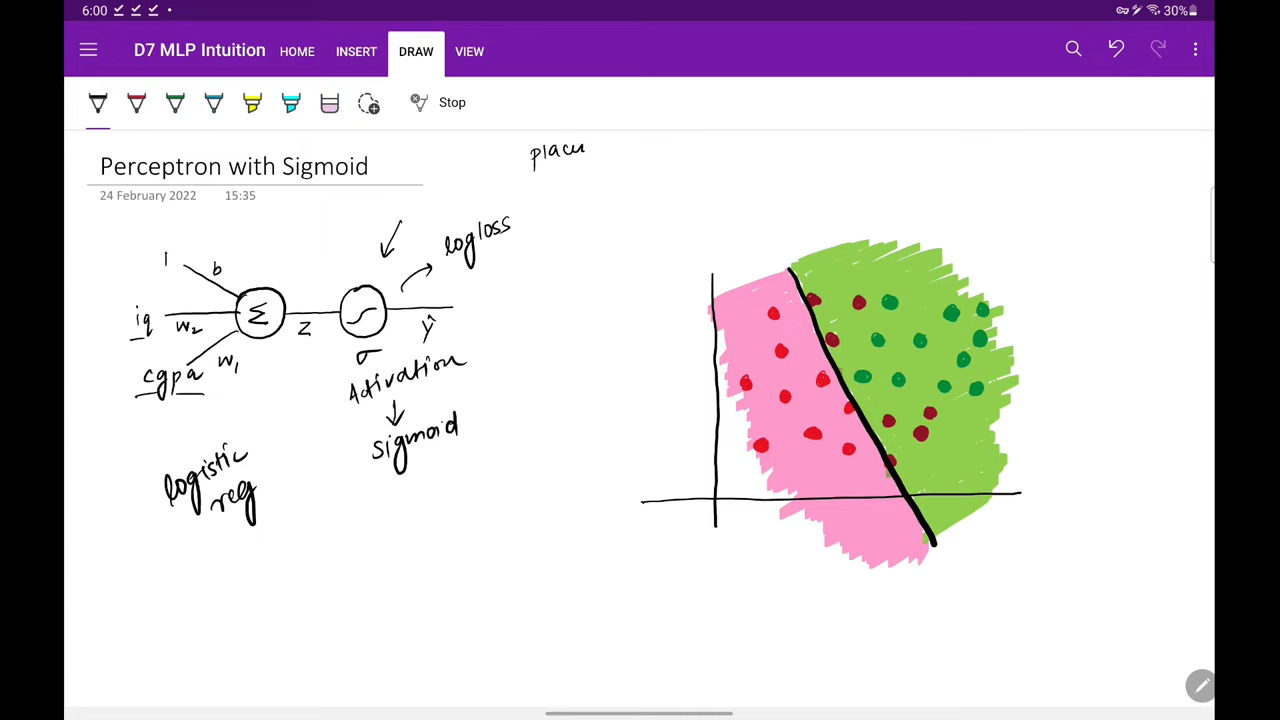 6:00
30%
D7 MLP Intuition HOME INSERT DRAW VIEW
Stop
Perceptron with Sigmoid
24 February 2022 15:35
placu
1 b
iq w2 Σ z
cgpa w1
logloss
ŷ
σ
Activation
sigmoid
logistic
reg